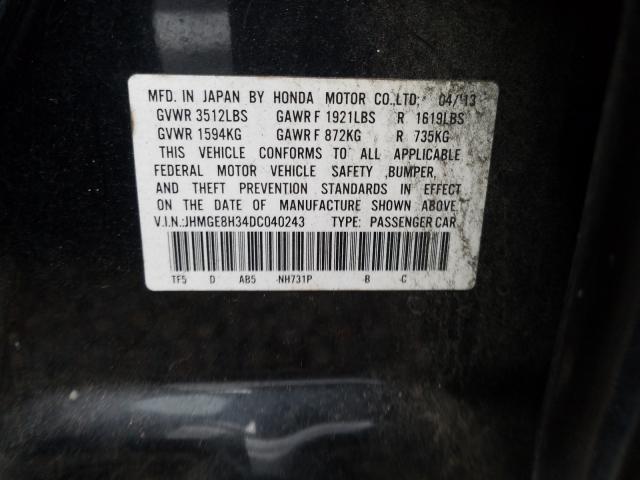 MFD. IN JAPAN BY HONDA MOTOR CO.,LTD. 04/'13
GVWR 3512LBS GAWR F 1921LBS R 1619LBS
GVWR 1594KG GAWR F 872KG R 735KG
THIS VEHICLE CONFORMS TO ALL APPLICABLE
FEDERAL MOTOR VEHICLE SAFETY ,BUMPER,
AND THEFT PREVENTION STANDARDS IN EFFECT
ON THE DATE OF MANUFACTURE SHOWN ABOVE.
V.I.N.:JHMGE8H34DC040243 TYPE: PASSENGER CAR
TF5 D AB5 -NH731P -B -C